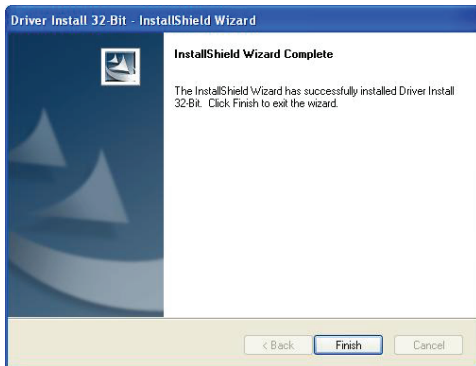 Driver Install 32-Bit - InstallShield Wizard
InstallShield Wizard Complete
The InstallShield Wizard has successfully installed Driver Install
32-Bit. Click Finish to exit the wizard.
< Back Finish Cancel